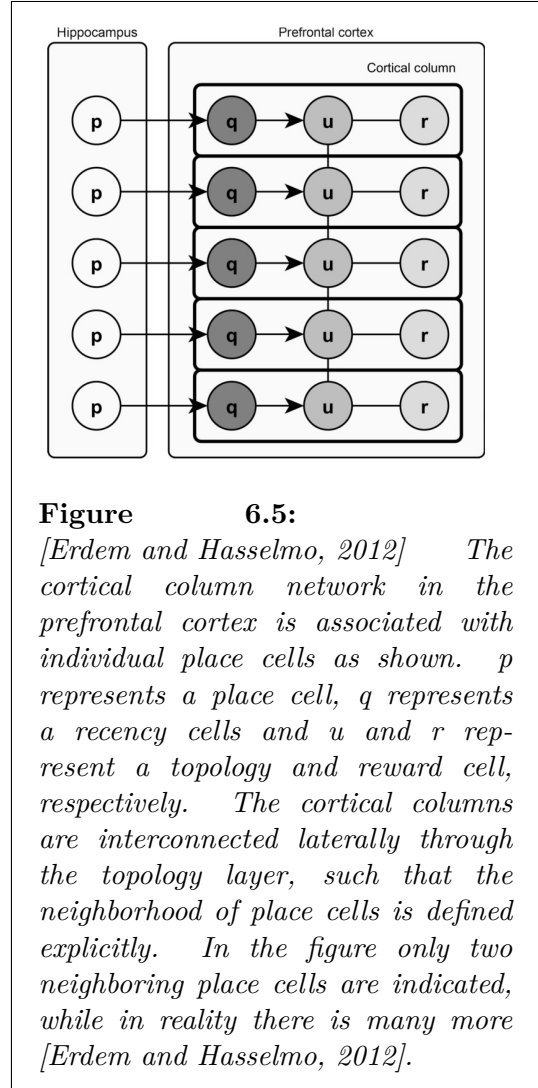 Hippocampus Prefrontal cortex
Cortical column
p q u r
p q u r
p q u r
p q u r
p q u r
Figure 6.5:
[Erdem and Hasselmo, 2012] The
cortical column network in the
prefrontal cortex is associated with
individual place cells as shown. p
represents a place cell, q represents
a recency cells and u and r rep-
resent a topology and reward cell,
respectively. The cortical columns
are interconnected laterally through
the topology layer, such that the
neighborhood of place cells is defined
explicitly. In the figure only two
neighboring place cells are indicated,
while in reality there is many more
[Erdem and Hasselmo, 2012].